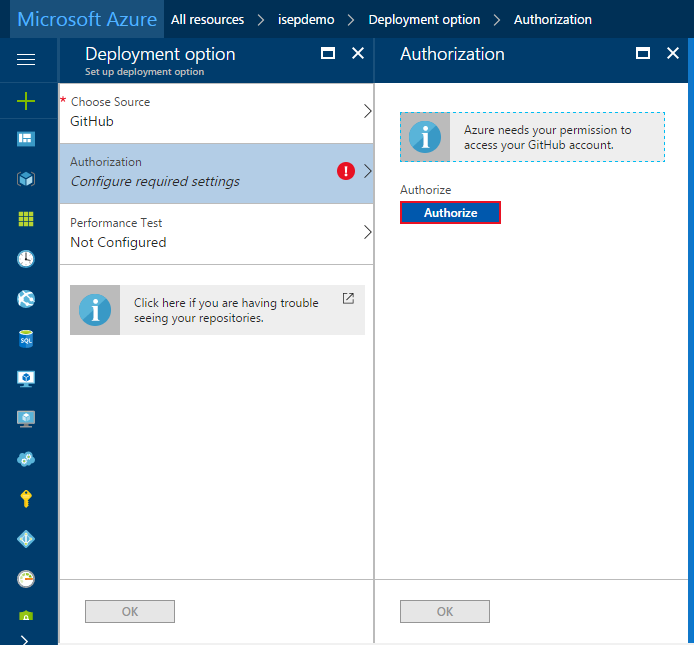 Microsoft Azure All resources > isepdemo > Deployment option > Authorization
Deployment option
Set up deployment option
* Choose Source
GitHub
Authorization
Configure required settings
!
Performance Test
Not Configured
Click here if you are having trouble
seeing your repositories.
OK
Authorization
Azure needs your permission to
access your GitHub account.
Authorize
Authorize
OK
SQL